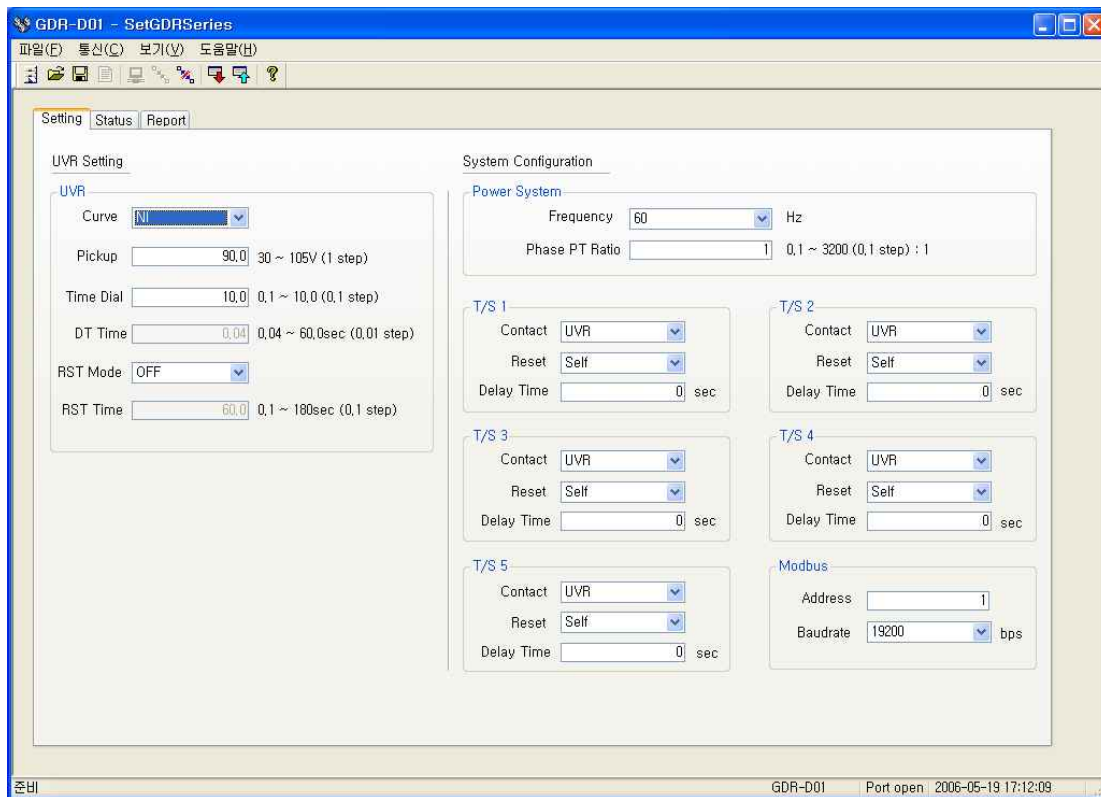 GDR-D01 - SetGDRSeries
파일(F) 통신(C) 보기(V) 도움말(H)
Setting Status Report
UVR Setting
UVR
Curve NI
Pickup 90,0 30 ~ 105V (1 step)
Time Dial 10,0 0,1 ~ 10,0 (0,1 step)
DT Time 0,04 0,04 ~ 60,0sec (0,01 step)
RST Mode OFF
RST Time 60,0 0,1 ~ 180sec (0,1 step)
System Configuration
Power System
Frequency 60 Hz
Phase PT Ratio 1 0,1 ~ 3200 (0,1 step) : 1
T/S 1
Contact UVR
Reset Self
Delay Time 0 sec
T/S 2
Contact UVR
Reset Self
Delay Time 0 sec
T/S 3
Contact UVR
Reset Self
Delay Time 0 sec
T/S 4
Contact UVR
Reset Self
Delay Time 0 sec
T/S 5
Contact UVR
Reset Self
Delay Time 0 sec
Modbus
Address 1
Baudrate 19200 bps
준비 GDR-D01 Port open 2006-05-19 17:12:09